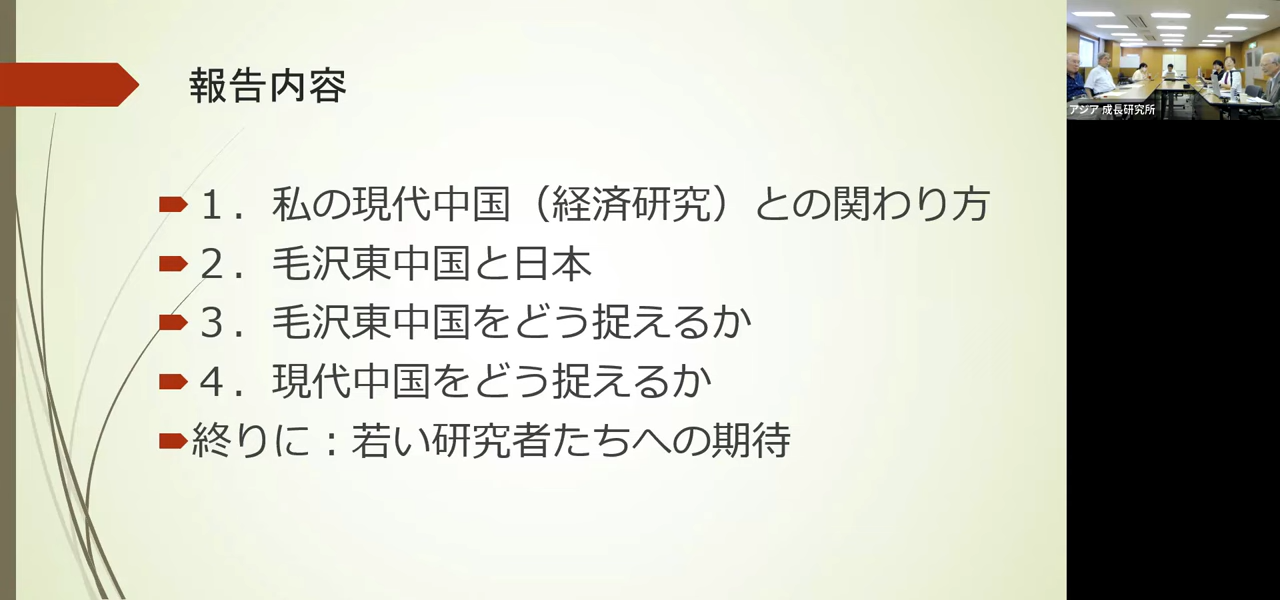 報告内容
１．私の現代中国（経済研究）との関わり方
２．毛沢東中国と日本
３．毛沢東中国をどう捉えるか
４．現代中国をどう捉えるか
終りに：若い研究者たちへの期待
アジア 成長研究所